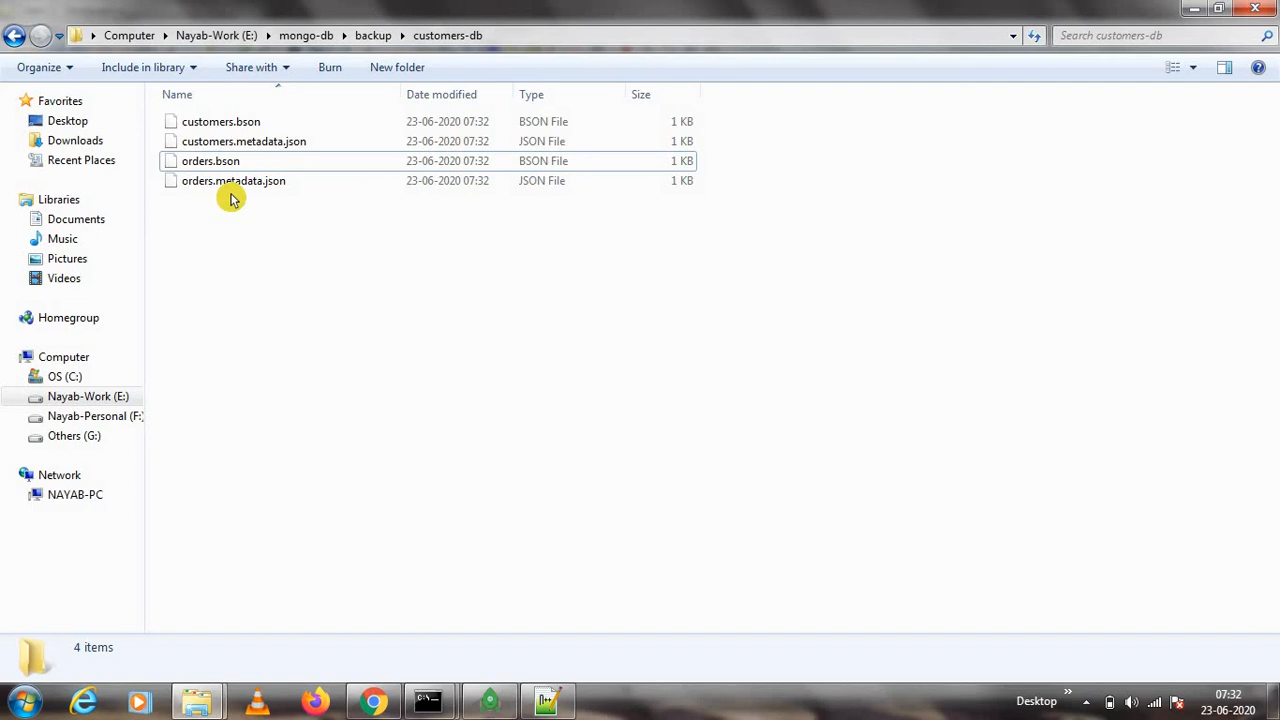 Computer Nayab-Work (E:) mongo-db backup customers-db Search customers-db
Organize Include in library Share with Burn New folder
Name Date modified Type Size
Favorites
Desktop
Downloads
Recent Places
Libraries
Documents
Music
Pictures
Videos
Homegroup
Computer
OS (C:)
Nayab-Work (E:)
Nayab-Personal (F:
Others (G:)
Network
NAYAB-PC
customers.bson 23-06-2020 07:32 BSON File 1 KB
customers.metadata.json 23-06-2020 07:32 JSON File 1 KB
orders.bson 23-06-2020 07:32 BSON File 1 KB
orders.metadata.json 23-06-2020 07:32 JSON File 1 KB
4 items
Desktop
07:32
23-06-2020